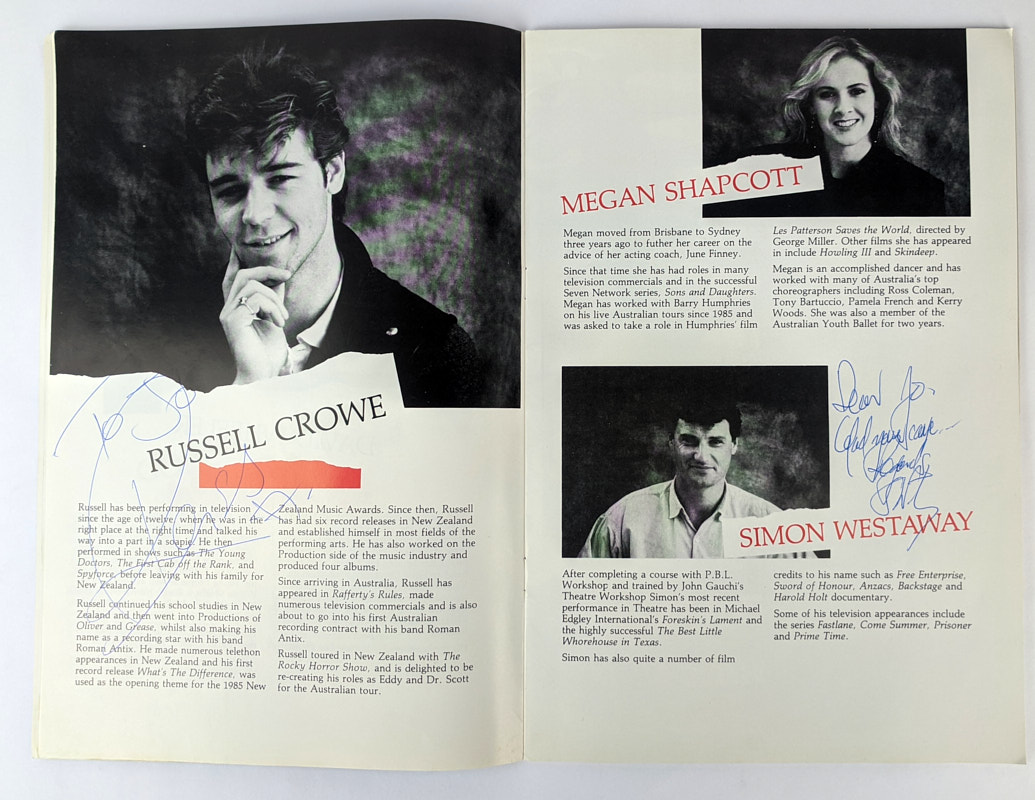 To Jo
RUSSELL CROWE
Russell has been performing in television
since the age of twelve, when he was in the
right place at the right time and talked his
way into a part in a soapie. He then
performed in shows such as The Young
Doctors, The First Cab off the Rank, and
Spyforce, before leaving with his family for
New Zealand.
Russell continued his school studies in New
Zealand and then went into Productions of
Oliver and Grease, whilst also making his
name as a recording star with his band
Roman Antix. He made numerous telethon
appearances in New Zealand and his first
record release What's The Difference, was
used as the opening theme for the 1985 New
Zealand Music Awards. Since then, Russell
has had six record releases in New Zealand
and established himself in most fields of the
performing arts. He has also worked on the
Production side of the music industry and
produced four albums.
Since arriving in Australia, Russell has
appeared in Rafferty's Rules, made
numerous television commercials and is also
about to go into his first Australian
recording contract with his band Roman
Antix.
Russell toured in New Zealand with The
Rocky Horror Show, and is delighted to be
re-creating his roles as Eddy and Dr. Scott
for the Australian tour.
MEGAN SHAPCOTT
Megan moved from Brisbane to Sydney
three years ago to futher her career on the
advice of her acting coach, June Finney.
Since that time she has had roles in many
television commercials and in the successful
Seven Network series, Sons and Daughters.
Megan has worked with Barry Humphries
on his live Australian tours since 1985 and
was asked to take a role in Humphries' film
Les Patterson Saves the World, directed by
George Miller. Other films she has appeared
in include Howling III and Skindeep.
Megan is an accomplished dancer and has
worked with many of Australia's top
choreographers including Ross Coleman,
Tony Bartuccio, Pamela French and Kerry
Woods. She was also a member of the
Australian Youth Ballet for two years.
Dear Jo.
Glad you
SIMON WESTAWAY
After completing a course with P.B.L.
Workshop and trained by John Gauchi's
Theatre Workshop Simon's most recent
performance in Theatre has been in Michael
Edgley International's Foreskin's Lament and
the highly successful The Best Little
Whorehouse in Texas.
Simon has also quite a number of film
credits to his name such as Free Enterprise,
Sword of Honour, Anzacs, Backstage and
Harold Holt documentary.
Some of his television appearances include
the series Fastlane, Come Summer, Prisoner
and Prime Time.